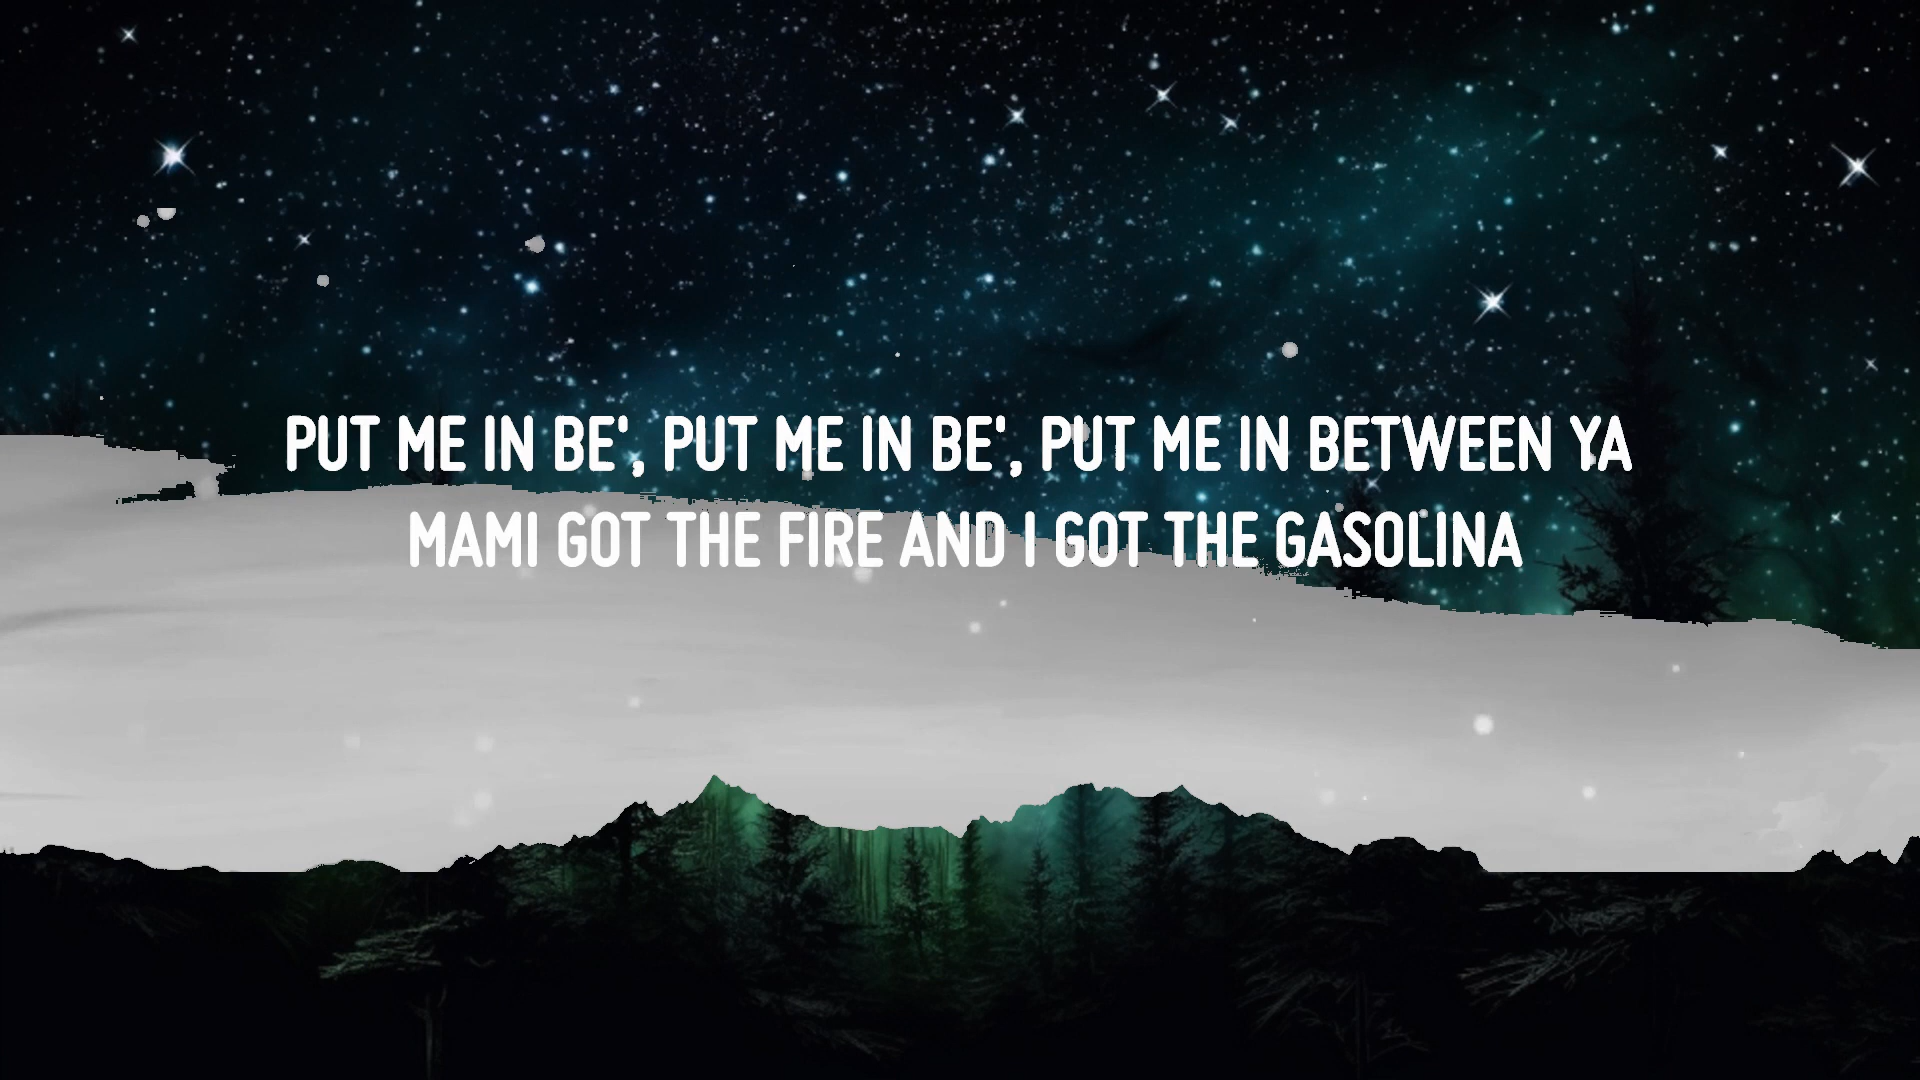 PUT ME IN BE', PUT ME IN BE', PUT ME IN BETWEEN YA
MAMI GOT THE FIRE AND I GOT THE GASOLINA